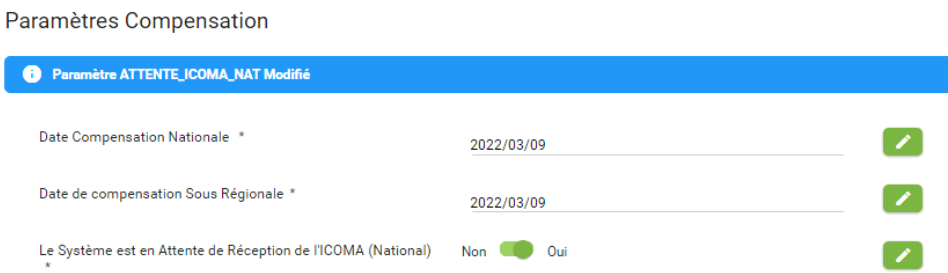 Paramètres Compensation
Paramètre ATTENTE_ICOMA_NAT Modifié
Date Compensation Nationale *
2022/03/09
Date de compensation Sous Régionale *
2022/03/09
Le Système est en Attente de Réception de l'ICOMA (National) Non Oui
*